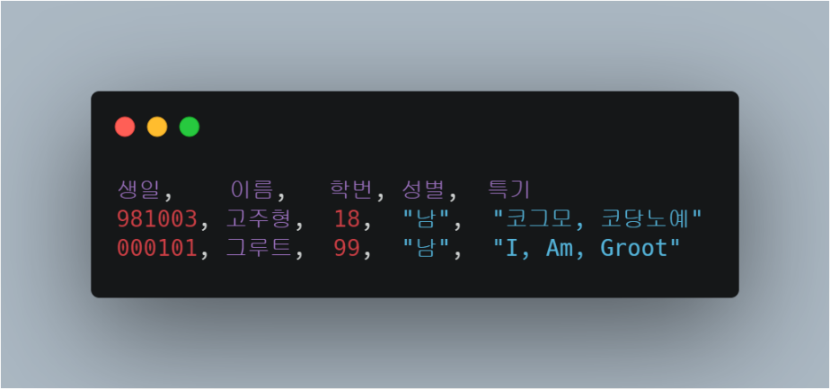 생일, 이름, 학번, 성별, 특기
981003, 고주형, 18, "남", "코그모, 코당노예"
000101, 그루트, 99, "남", "I, Am, Groot"